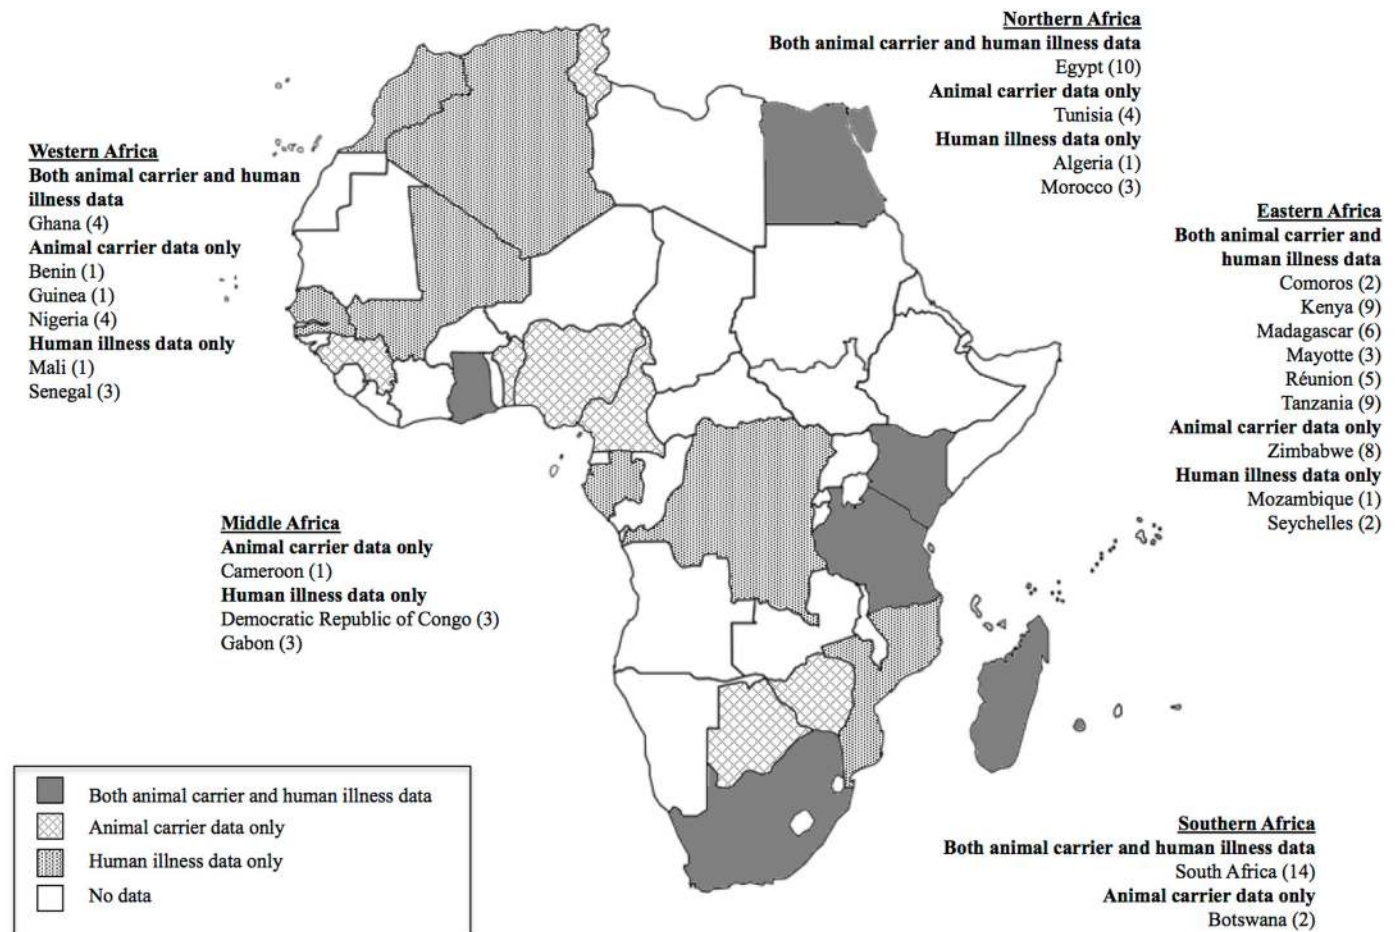 Northern Africa
Both animal carrier and human illness data
Egypt (10)
Animal carrier data only
Tunisia (4)
Human illness data only
Algeria (1)
Morocco (3)
Western Africa
Both animal carrier and human
illness data
Ghana (4)
Animal carrier data only
Benin (1)
Guinea (1)
Nigeria (4)
Human illness data only
Mali (1)
Senegal (3)
Eastern Africa
Both animal carrier and
human illness data
Comoros (2)
Kenya (9)
Madagascar (6)
Mayotte (3)
Réunion (5)
Tanzania (9)
Animal carrier data only
Zimbabwe (8)
Human illness data only
Mozambique (1)
Seychelles (2)
Middle Africa
Animal carrier data only
Cameroon (1)
Human illness data only
Democratic Republic of Congo (3)
Gabon (3)
Both animal carrier and human illness data
Animal carrier data only
Human illness data only
No data
Southern Africa
Both animal carrier and human illness data
South Africa (14)
Animal carrier data only
Botswana (2)